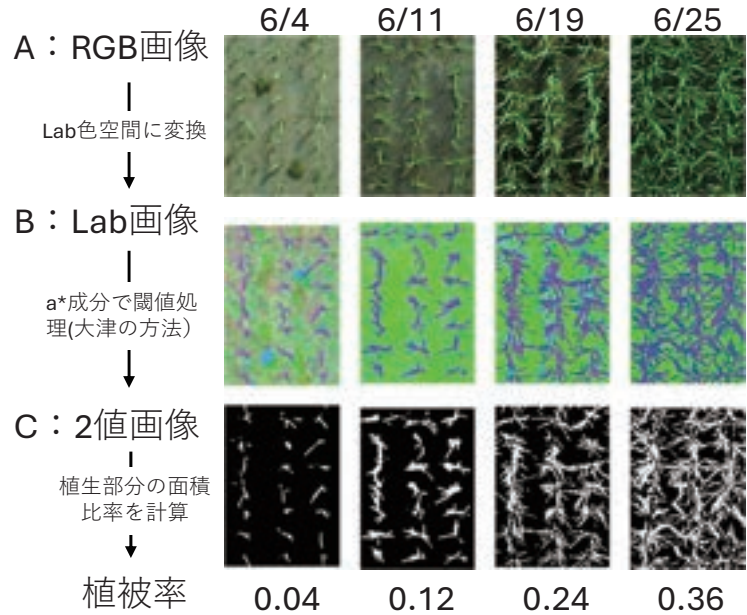 6/4 6/11 6/19 6/25
A：RGB画像
Lab色空間に変換
B：Lab画像
a*成分で閾値処
理(大津の方法）
C：2値画像
植生部分の面積
比率を計算
植被率 0.04 0.12 0.24 0.36